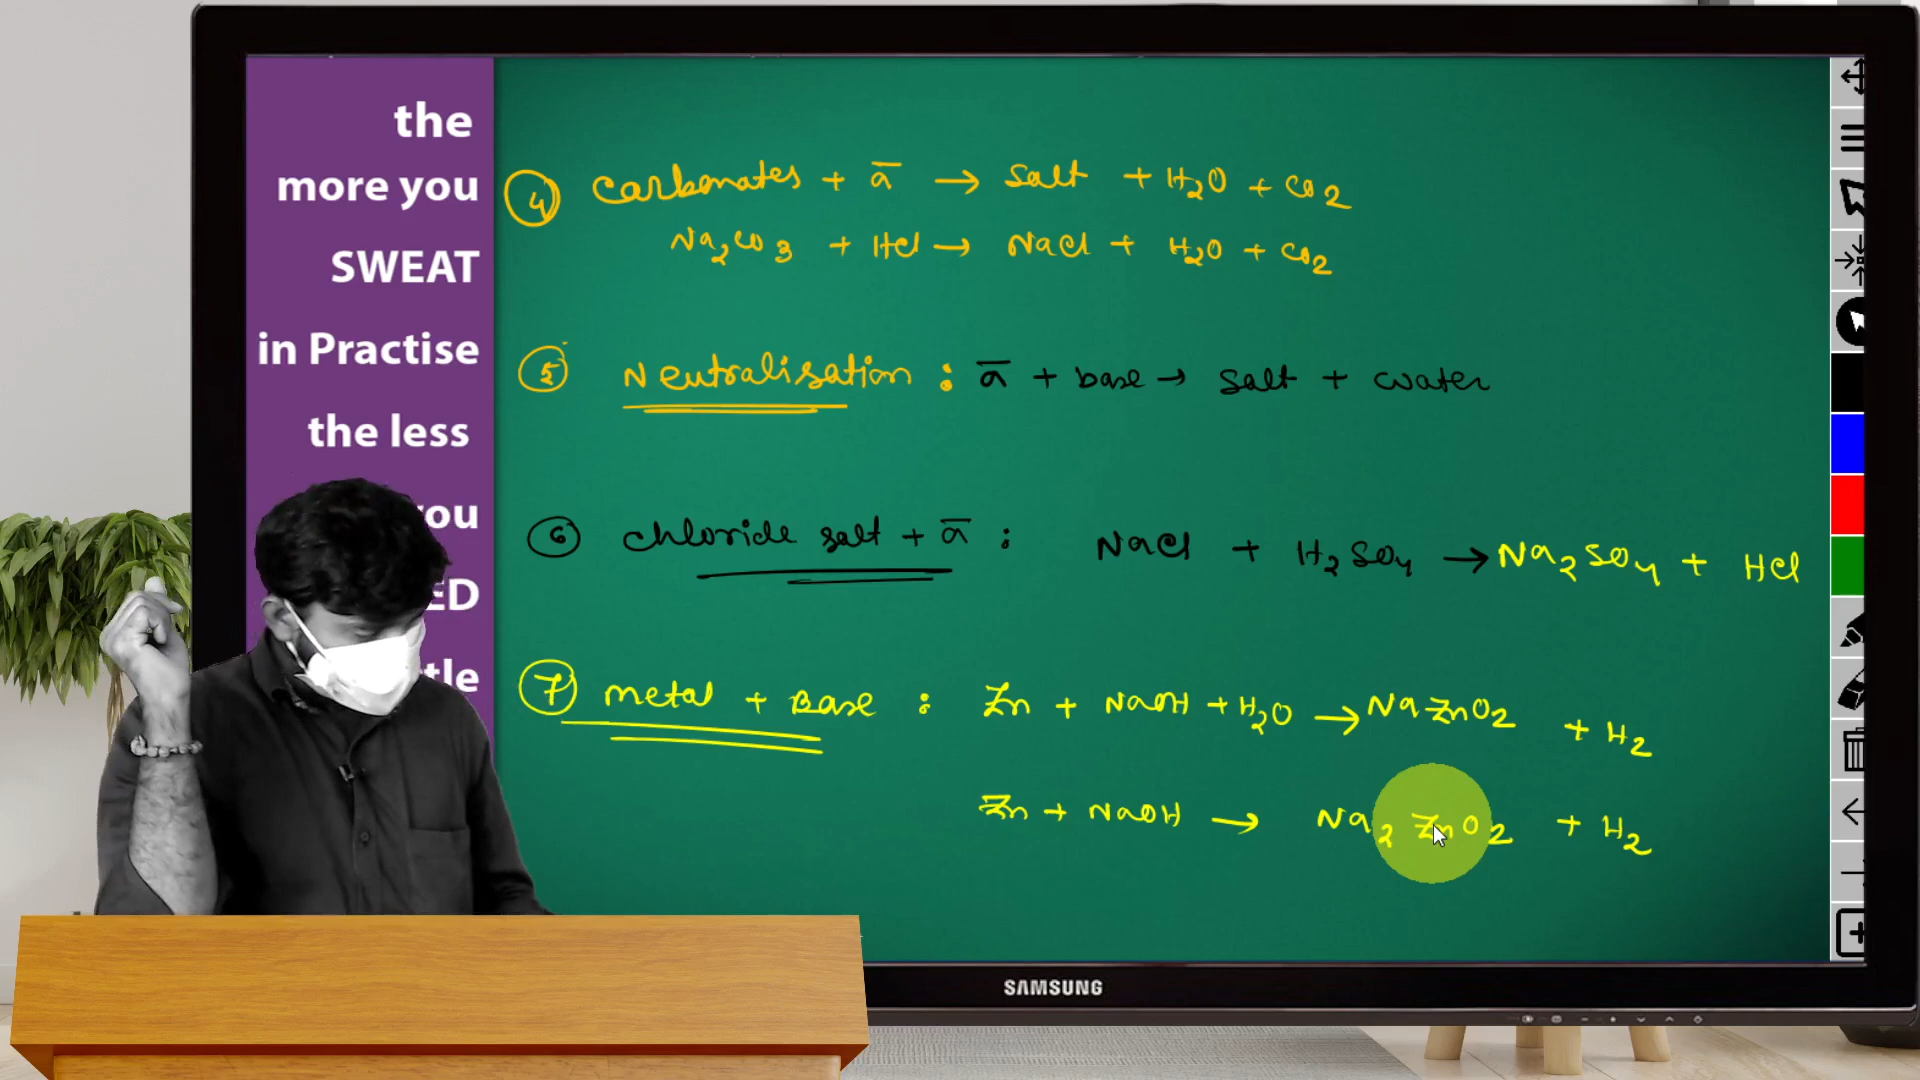 the
more you
SWEAT
in Practise
the less
you
ED
tle
④ Carbonates + a̅ → Salt + H₂O + CO₂
Na₂CO₃ + HCl → NaCl + H₂O + CO₂
⑤ Neutralisation : a̅ + base → Salt + water
⑥ chloride salt + a̅ : NaCl + H₂SO₄ → Na₂SO₄ + HCl
⑦ metal + Base : Zn + NaOH + H₂O → NaZnO₂ + H₂
Zn + NaOH → Na₂ZnO₂ + H₂
SAMSUNG